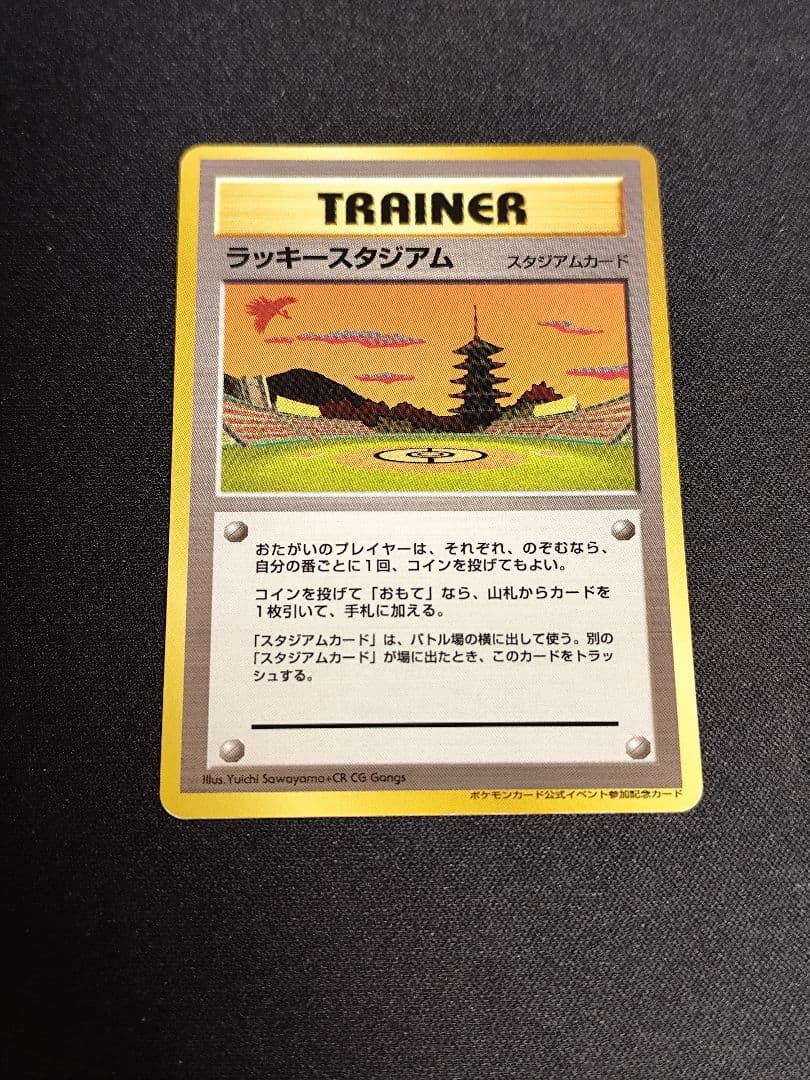 TRAINER
ラッキースタジアム スタジアムカード
おたがいのプレイヤーは、それぞれ、のぞむなら、
自分の番ごとに1回、コインを投げてもよい。
コインを投げて「おもて」なら、山札からカードを
1枚引いて、手札に加える。
「スタジアムカード」は、バトル場の横に出して使う。別の
「スタジアムカード」が場に出たとき、このカードをトラッ
シュする。
Illus. Yuichi Sawayama+CR CG Gangs
ポケモンカード公式イベント参加記念カード